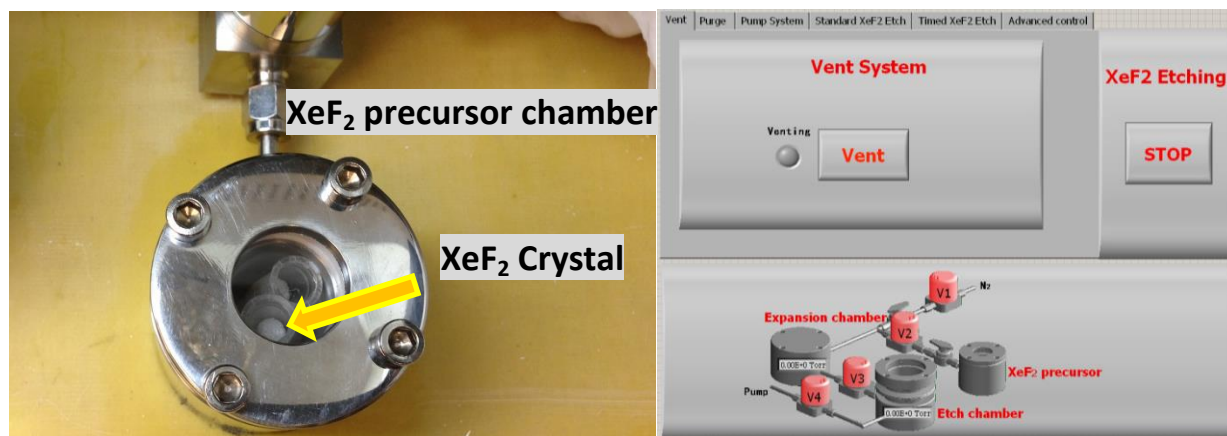 XeF₂ precursor chamber
XeF₂ Crystal
Vent Purge Pump System Standard XeF2 Etch Timed XeF2 Etch Advanced control
Vent System
Venting
Vent
XeF2 Etching
STOP
V1
N₂
Expansion chamber
V2
0.00E+0 Torr
V3
XeF₂ precursor
Pump
V4
0.00E+0 Torr
Etch chamber